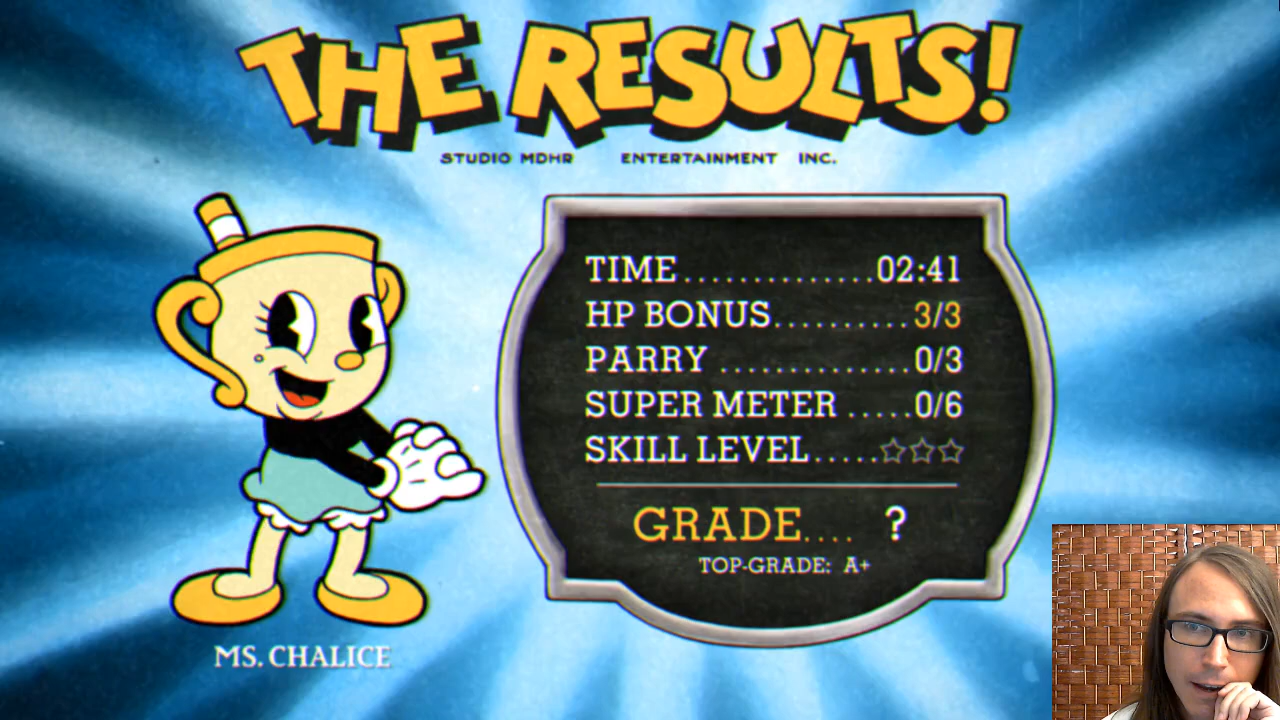 THE RESULTS!
STUDIO MDHR ENTERTAINMENT INC.
TIME..............02:41
HP BONUS..........3/3
PARRY .............0/3
SUPER METER .....0/6
SKILL LEVEL.....☆☆☆
GRADE.... ?
TOP-GRADE: A+
MS. CHALICE